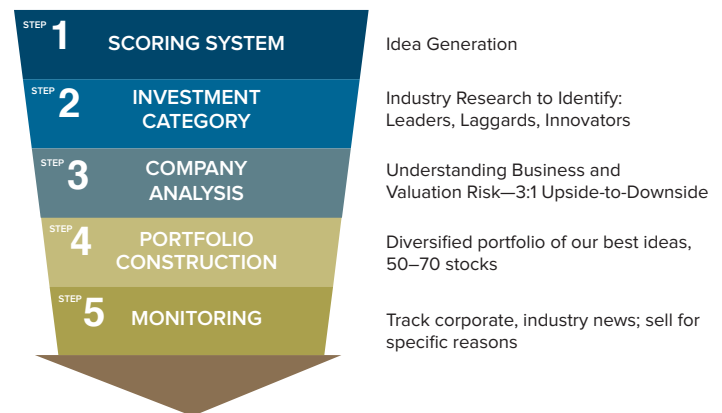 STEP 1 SCORING SYSTEM
Idea Generation
STEP 2 INVESTMENT
CATEGORY
Industry Research to Identify:
Leaders, Laggards, Innovators
STEP 3 COMPANY
ANALYSIS
Understanding Business and
Valuation Risk—3:1 Upside-to-Downside
STEP 4 PORTFOLIO
CONSTRUCTION
Diversified portfolio of our best ideas,
50–70 stocks
STEP 5 MONITORING
Track corporate, industry news; sell for
specific reasons